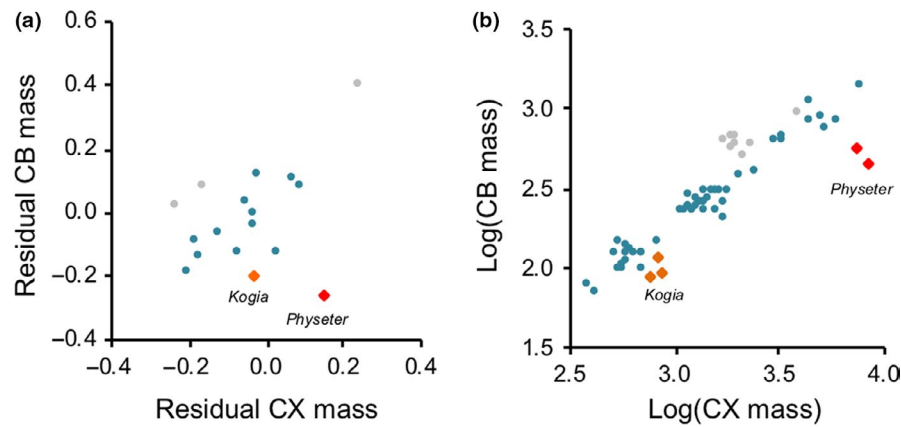 (a)
0.6
0.4
0.2
0.0
−0.2
−0.4
Residual CB mass
Kogia
Physeter
−0.4
−0.2
0.0
0.2
0.4
Residual CX mass
(b)
3.5
3.0
2.5
2.0
1.5
Log(CB mass)
Physeter
Kogia
2.5
3.0
3.5
4.0
Log(CX mass)